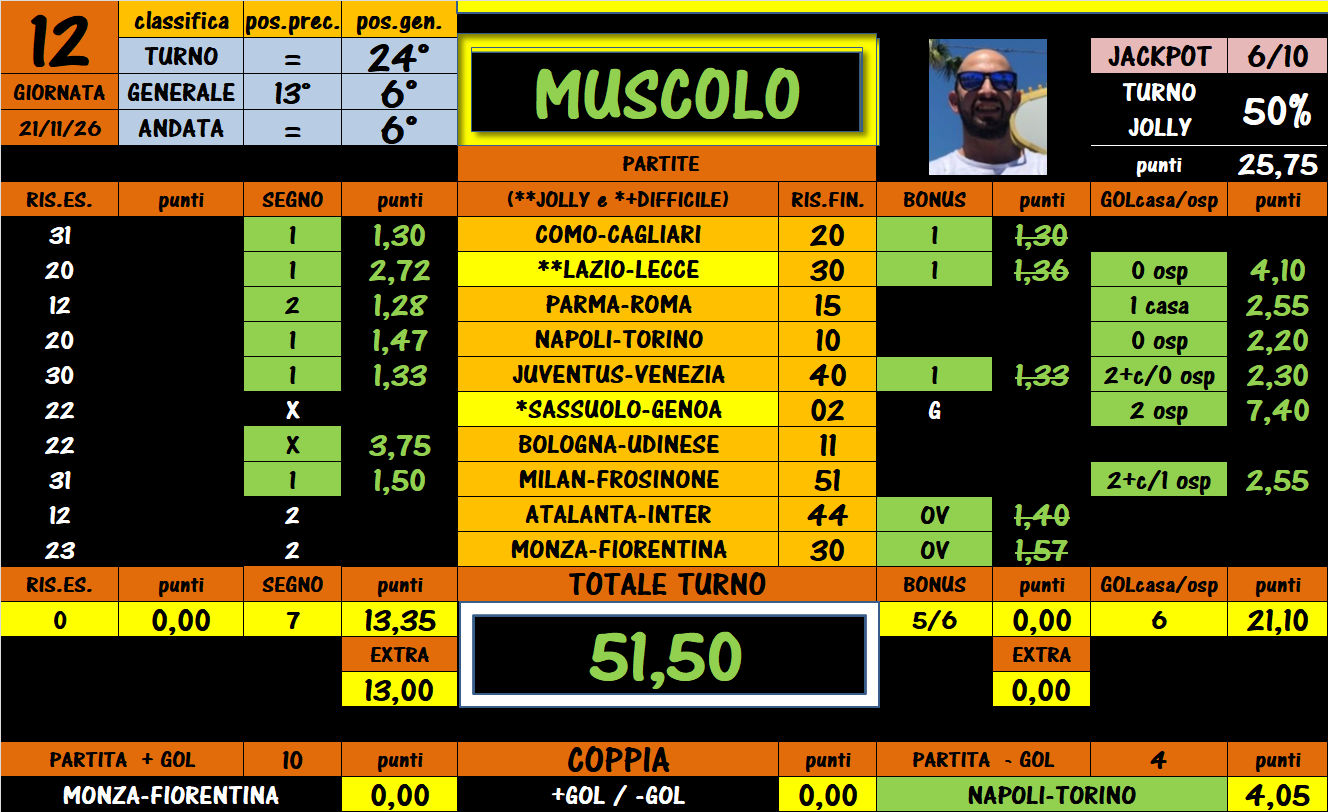 12 classifica pos.prec. pos.gen.
TURNO = 24°
GIORNATA GENERALE 13° 6°
21/11/26 ANDATA = 6°
MUSCOLO
JACKPOT 6/10
TURNO JOLLY 50%
punti 25,75
PARTITE
RIS.ES. punti SEGNO punti (**JOLLY e *+DIFFICILE) RIS.FIN. BONUS punti GOLcasa/osp punti
31 1 1,30 COMO-CAGLIARI 20 1 1,30
20 1 2,72 **LAZIO-LECCE 30 1 1,36 0 osp 4,10
12 2 1,28 PARMA-ROMA 15 1 casa 2,55
20 1 1,47 NAPOLI-TORINO 10 0 osp 2,20
30 1 1,33 JUVENTUS-VENEZIA 40 1 1,33 2+c/0 osp 2,30
22 X *SASSUOLO-GENOA 02 G 2 osp 7,40
22 X 3,75 BOLOGNA-UDINESE 11
31 1 1,50 MILAN-FROSINONE 51 2+c/1 osp 2,55
12 2 ATALANTA-INTER 44 OV 1,40
23 2 MONZA-FIORENTINA 30 OV 1,57
RIS.ES. punti SEGNO punti TOTALE TURNO BONUS punti GOLcasa/osp punti
0 0,00 7 13,35 51,50 5/6 0,00 6 21,10
EXTRA EXTRA
13,00 0,00
PARTITA + GOL 10 punti COPPIA punti PARTITA - GOL 4 punti
MONZA-FIORENTINA 0,00 +GOL / -GOL 0,00 NAPOLI-TORINO 4,05